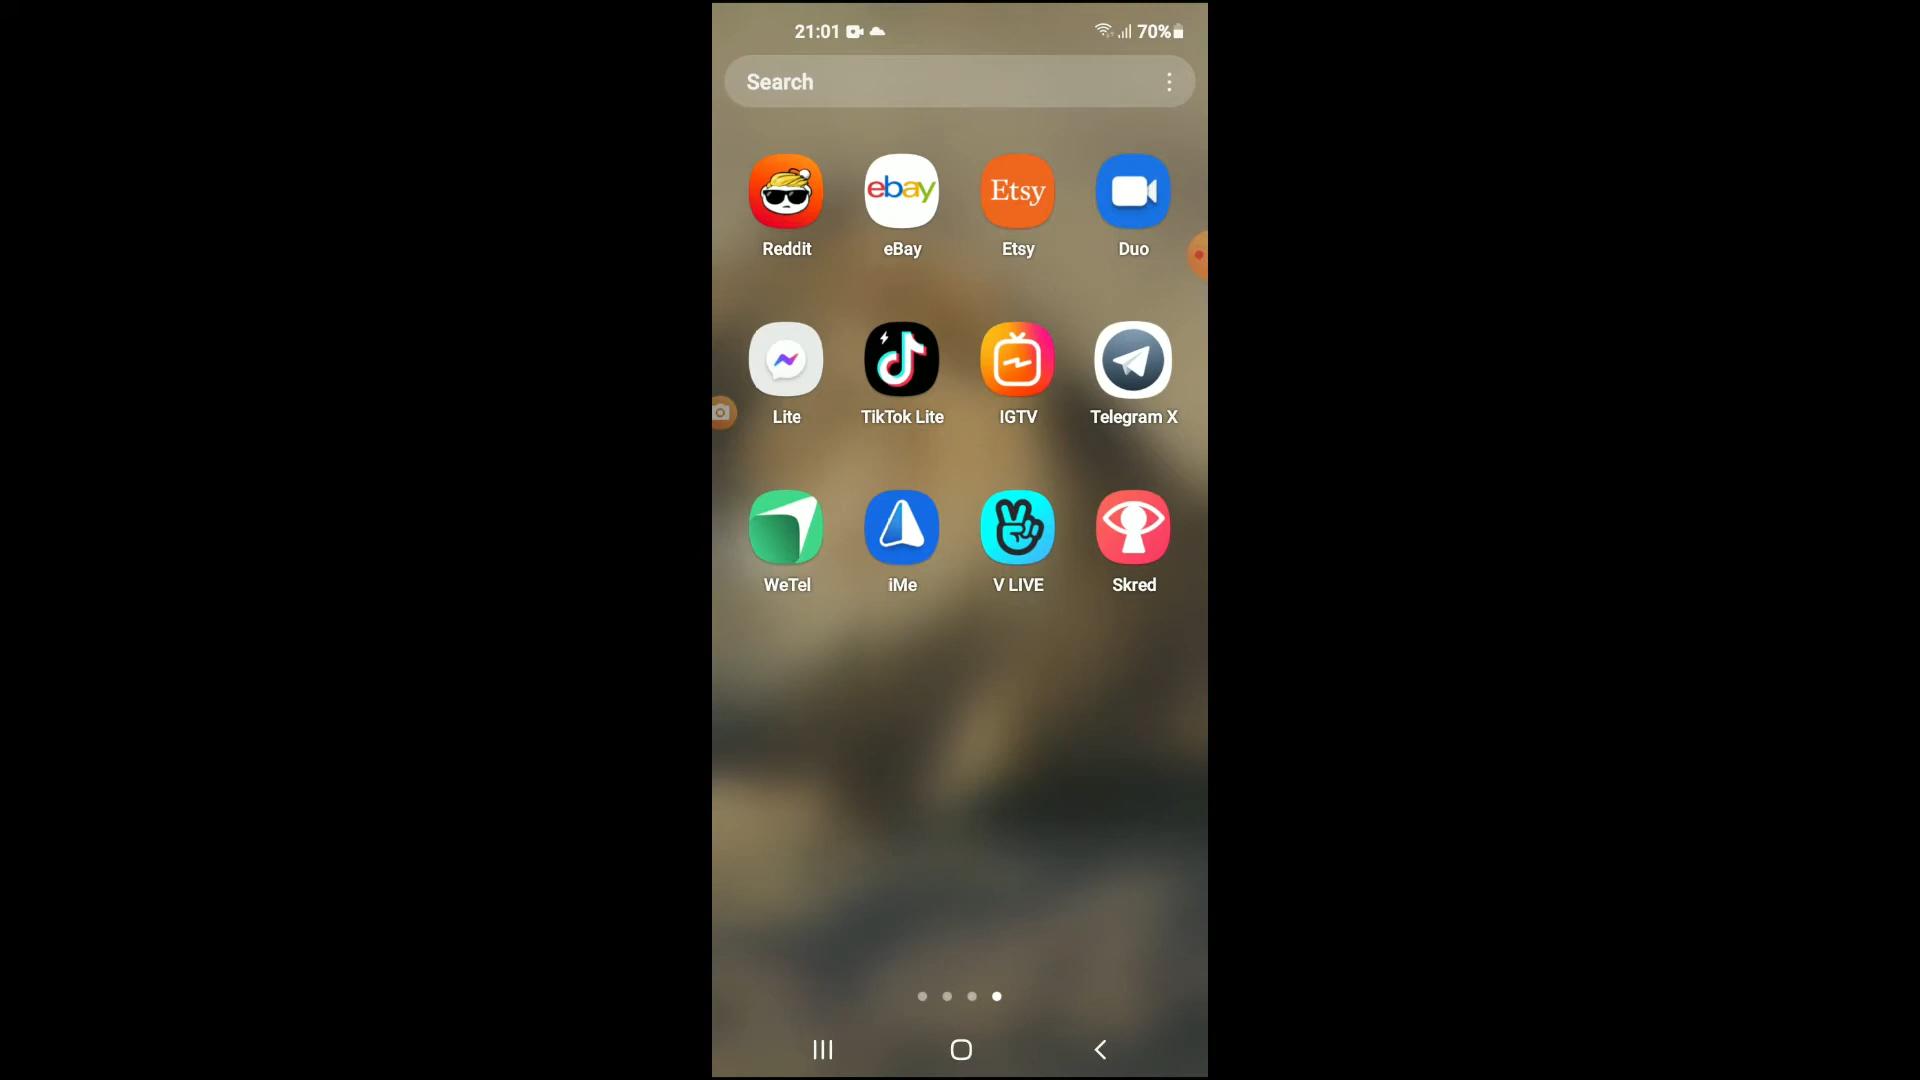 21:01
70%
Search
ebay
Etsy
Reddit
eBay
Etsy
Duo
Lite
TikTok Lite
IGTV
Telegram X
WeTel
iMe
V LIVE
Skred